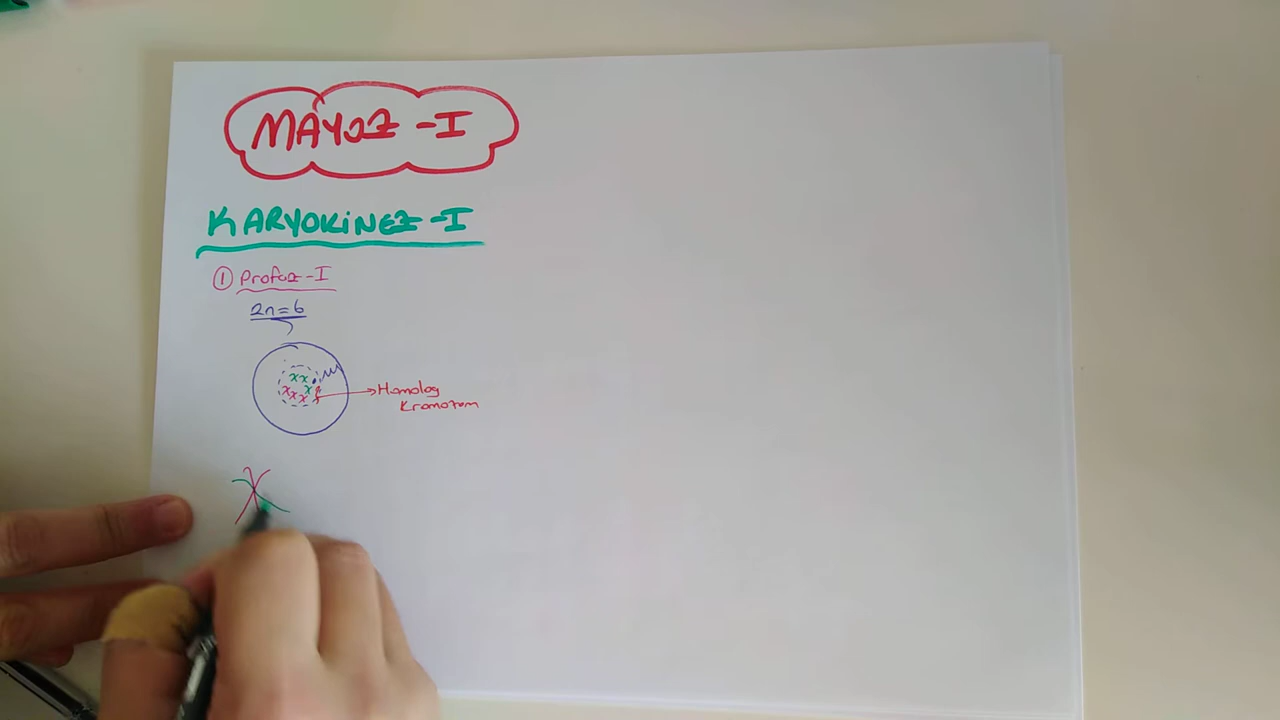 MAYOZ-I
KARYOKİNEZ-I
① Profaz-I
2n=6
Homolog
Kromozom